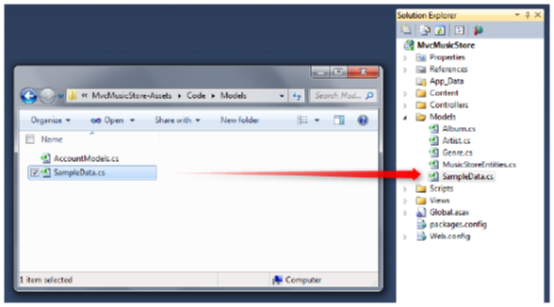 Solution Explorer
MvcMusicStore
Properties
References
App_Data
Content
Controllers
Models
Album.cs
Artist.cs
Genre.cs
MusicStoreEntities.cs
SampleData.cs
Scripts
Views
Global.asax
packages.config
Web.config
« MvcMusicStore-Assets ▸ Code ▸ Models
Search Mod...
Organize
Open
Share with
New folder
Name
AccountModels.cs
SampleData.cs
1 item selected
Computer